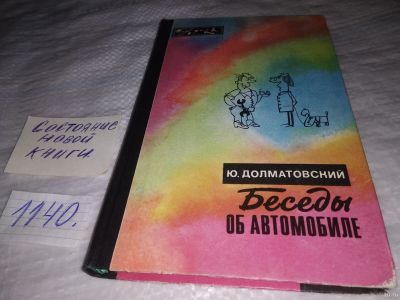 СОСТОЯНИЕ
НОВОЙ
КНИГИ
1140.
Ю. ДОЛМАТОВСКИЙ
Беседы
ОБ АВТОМОБИЛЕ